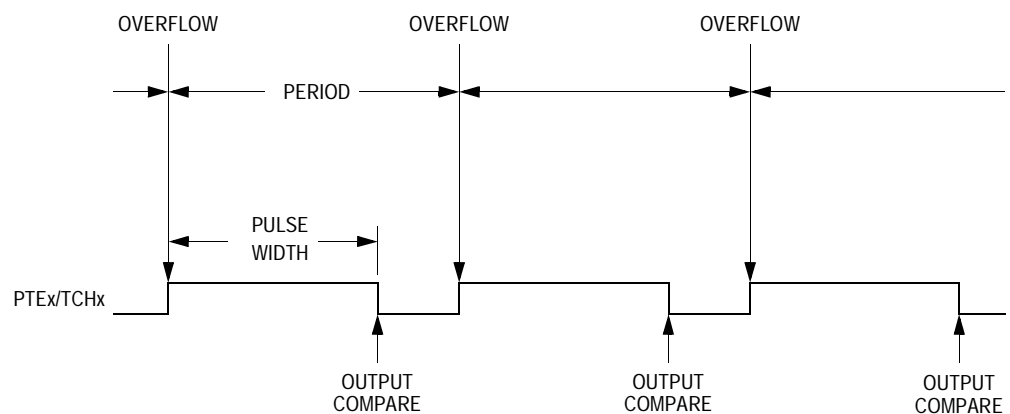 OVERFLOW OVERFLOW OVERFLOW
PERIOD
PULSE
WIDTH
PTEx/TCHx
OUTPUT
COMPARE
OUTPUT
COMPARE
OUTPUT
COMPARE